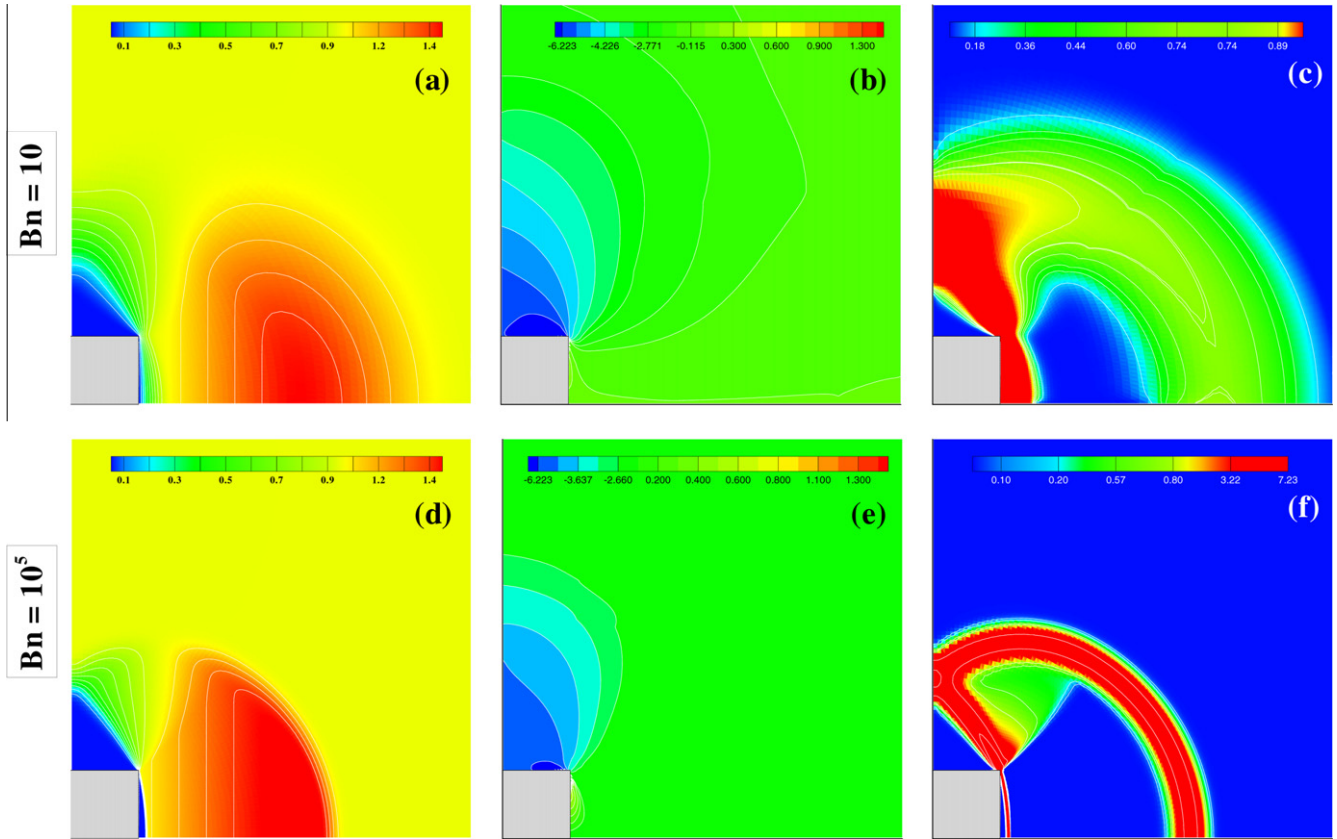 Bn = 10
0.1 0.3 0.5 0.7 0.9 1.2 1.4
(a)
-6.223 -4.226 -2.771 -0.115 0.300 0.600 0.900 1.300
(b)
0.18 0.36 0.44 0.60 0.74 0.74 0.89
(c)
Bn = 10⁵
0.1 0.3 0.5 0.7 0.9 1.2 1.4
(d)
-6.223 -3.637 -2.660 0.200 0.400 0.600 1.100 1.300
(e)
0.10 0.20 0.57 0.80 3.22 7.23
(f)